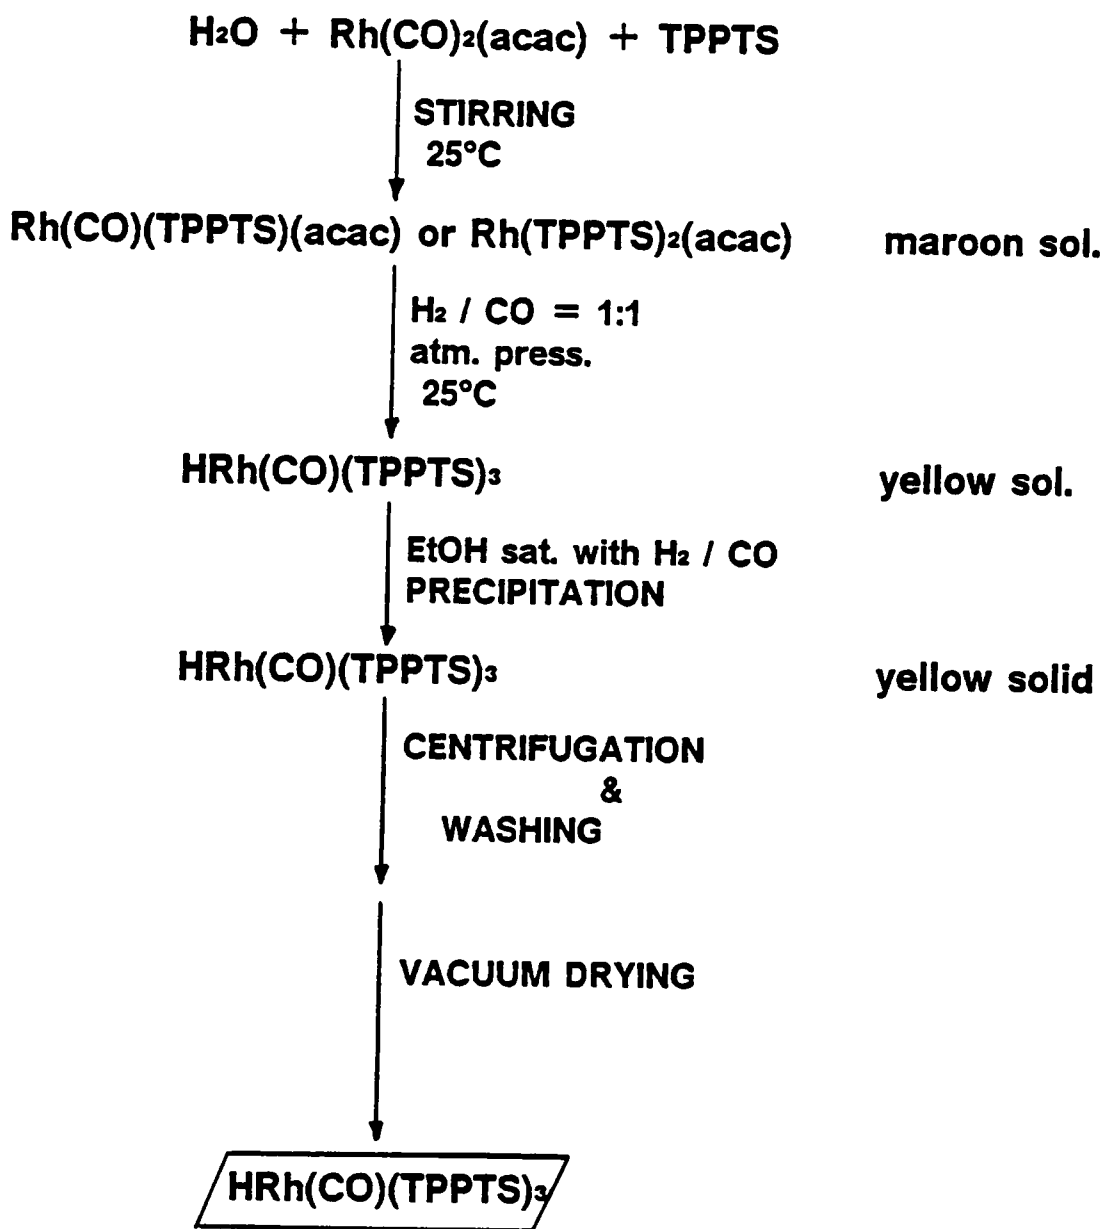 H2O + Rh(CO)2(acac) + TPPTS
STIRRING
25°C
Rh(CO)(TPPTS)(acac) or Rh(TPPTS)2(acac) maroon sol.
H2 / CO = 1:1
atm. press.
25°C
HRh(CO)(TPPTS)3 yellow sol.
EtOH sat. with H2 / CO
PRECIPITATION
HRh(CO)(TPPTS)3 yellow solid
CENTRIFUGATION
&
WASHING
VACUUM DRYING
HRh(CO)(TPPTS)3